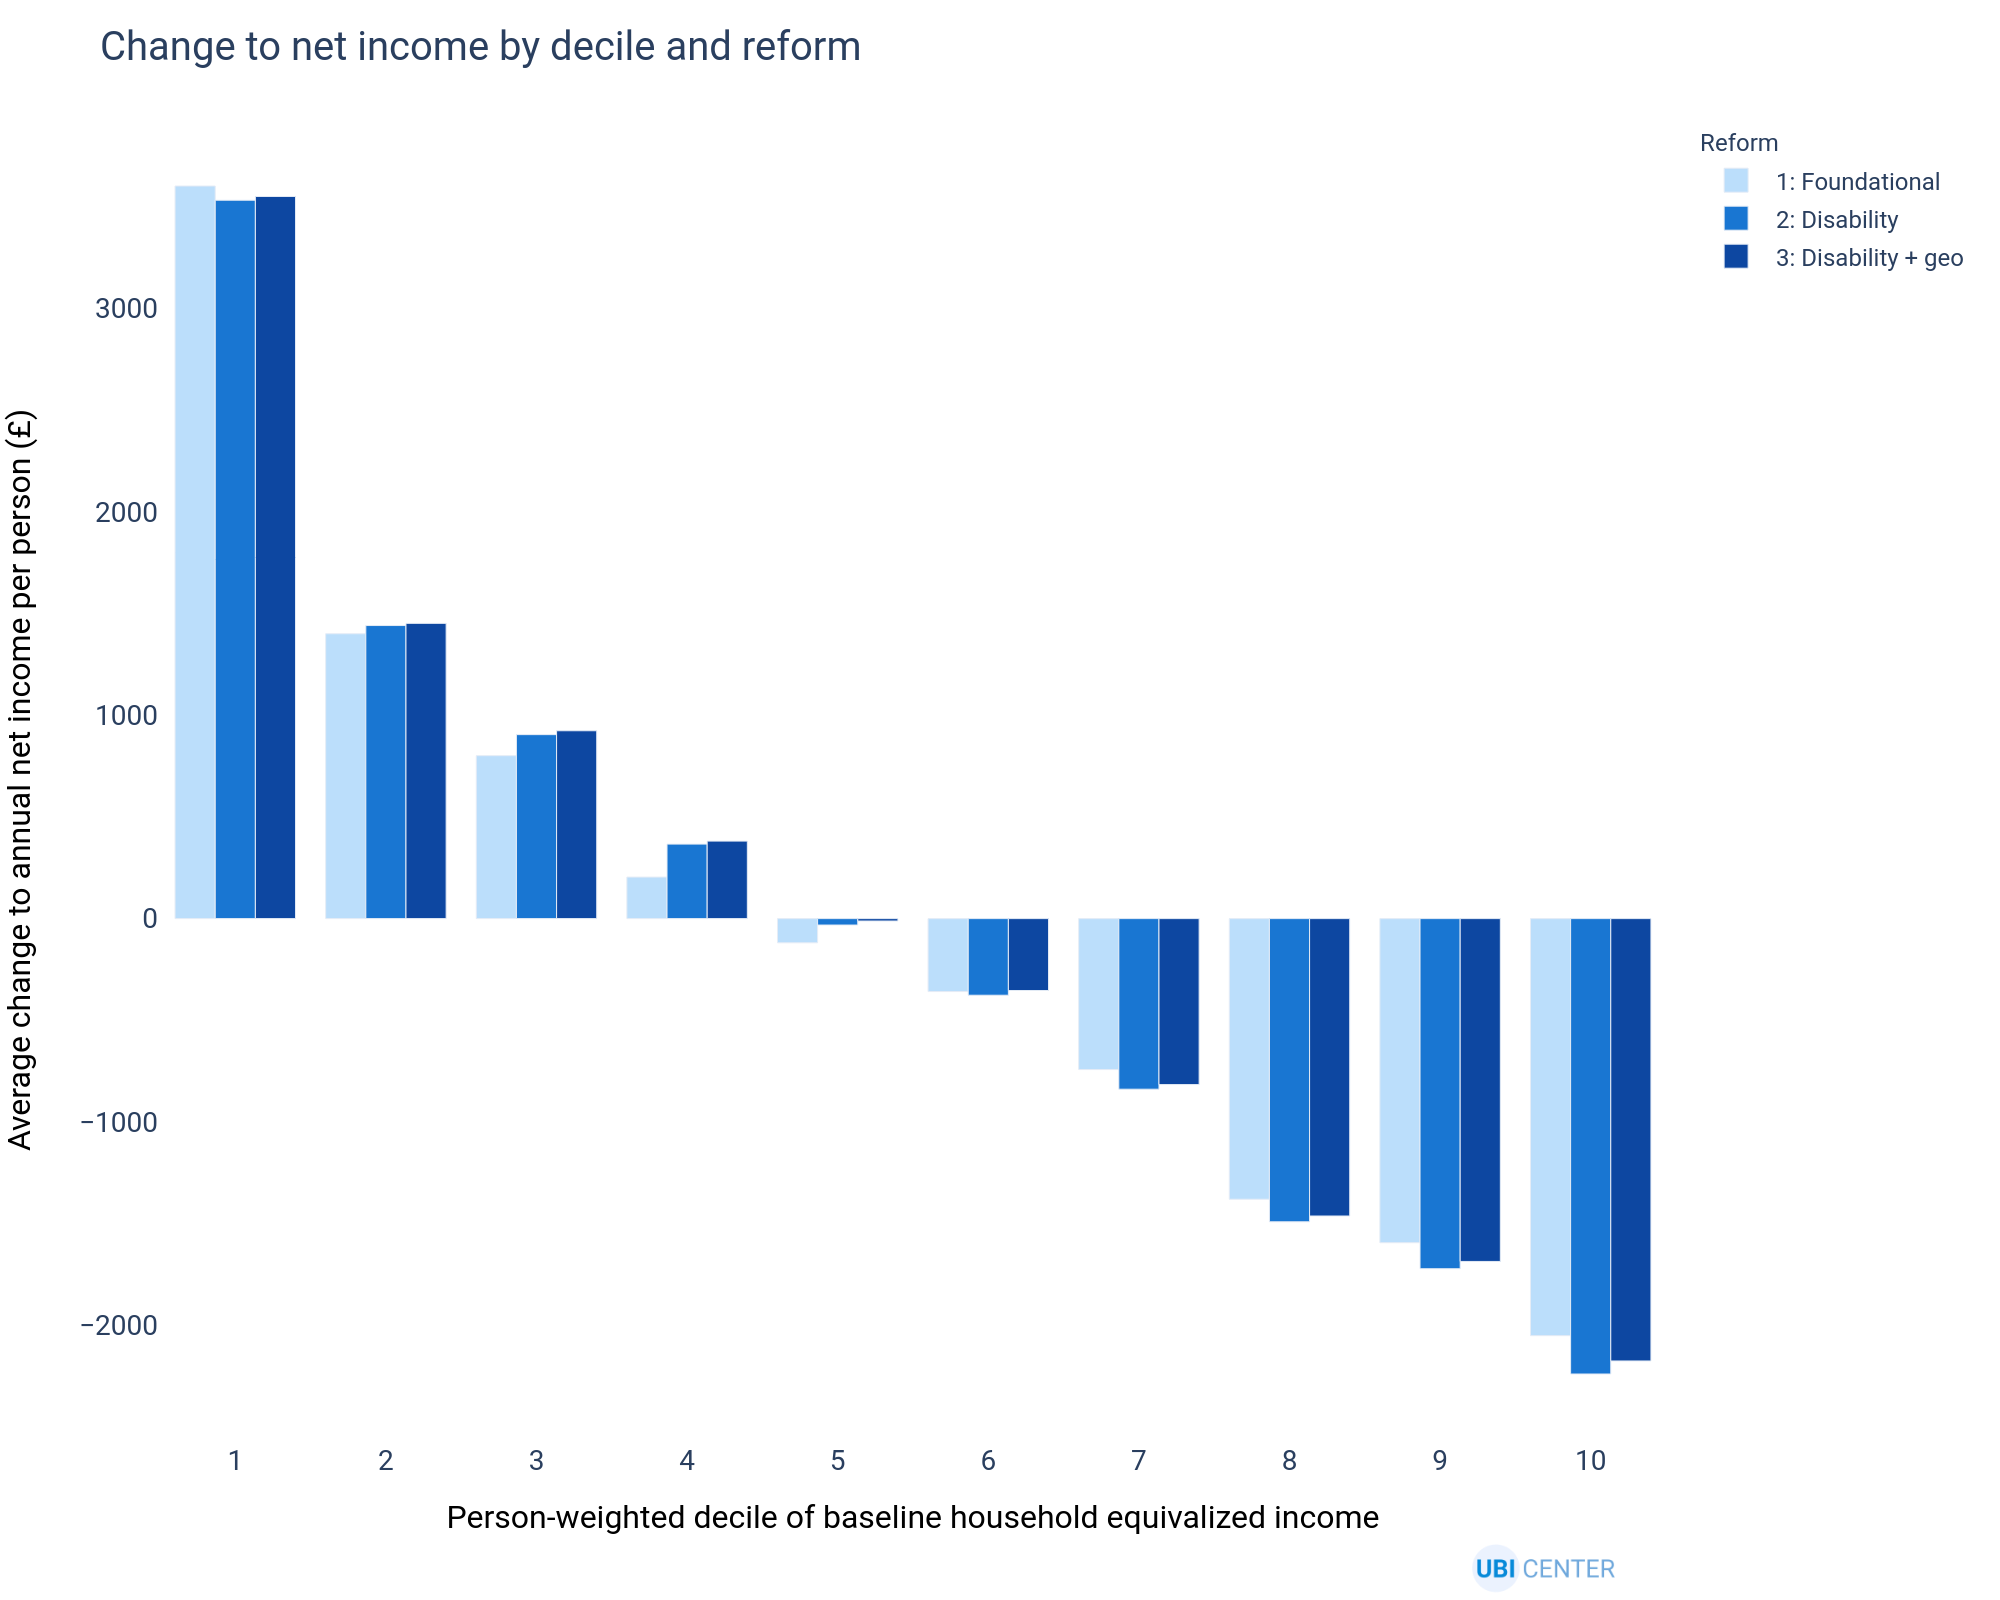 Change to net income by decile and reform
Reform
1: Foundational
2: Disability
3: Disability + geo
Average change to annual net income per person (£)
3000
2000
1000
0
−1000
−2000
1 2 3 4 5 6 7 8 9 10
Person-weighted decile of baseline household equivalized income
UBI CENTER